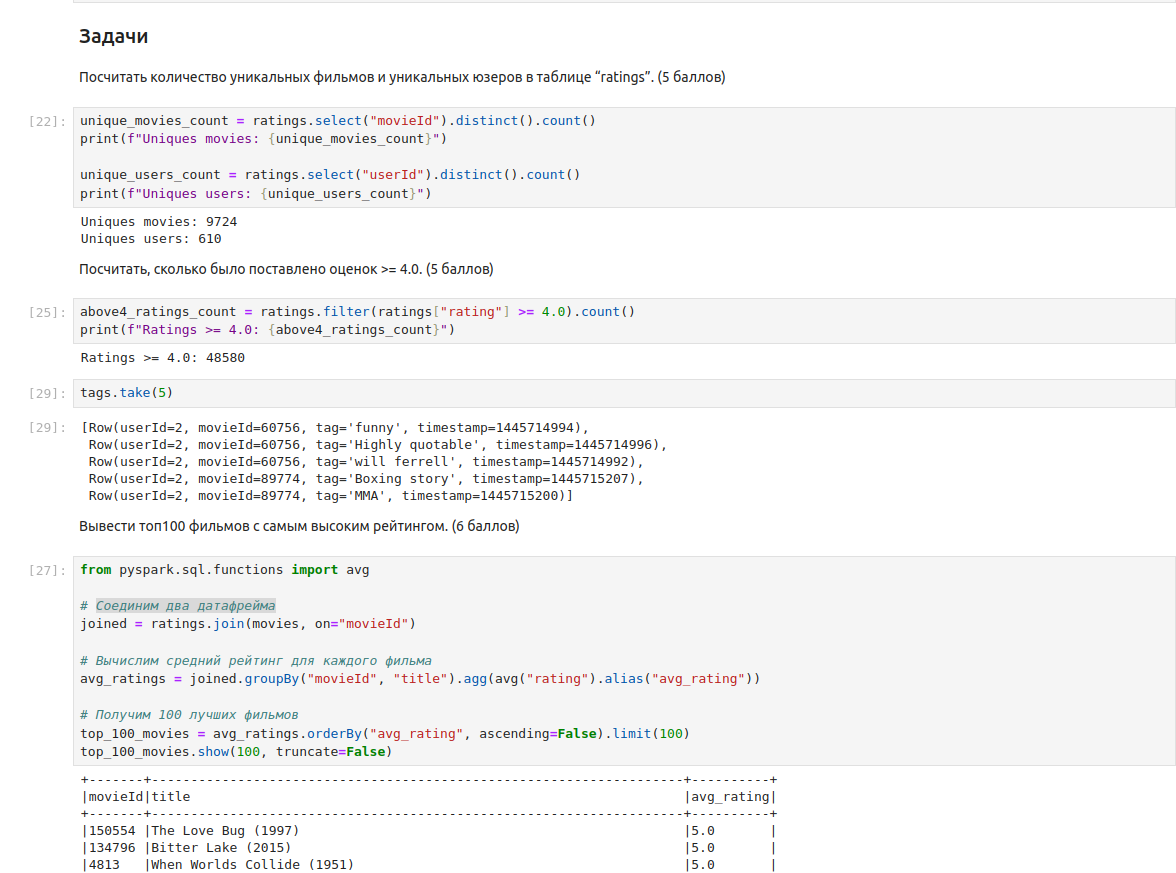 Задачи
Посчитать количество уникальных фильмов и уникальных юзеров в таблице “ratings”. (5 баллов)
[22]: unique_movies_count = ratings.select("movieId").distinct().count()
print(f"Uniques movies: {unique_movies_count}")
unique_users_count = ratings.select("userId").distinct().count()
print(f"Uniques users: {unique_users_count}")
Uniques movies: 9724
Uniques users: 610
Посчитать, сколько было поставлено оценок >= 4.0. (5 баллов)
[25]: above4_ratings_count = ratings.filter(ratings["rating"] >= 4.0).count()
print(f"Ratings >= 4.0: {above4_ratings_count}")
Ratings >= 4.0: 48580
[29]: tags.take(5)
[29]: [Row(userId=2, movieId=60756, tag='funny', timestamp=1445714994),
Row(userId=2, movieId=60756, tag='Highly quotable', timestamp=1445714996),
Row(userId=2, movieId=60756, tag='will ferrell', timestamp=1445714992),
Row(userId=2, movieId=89774, tag='Boxing story', timestamp=1445715207),
Row(userId=2, movieId=89774, tag='MMA', timestamp=1445715200)]
Вывести топ100 фильмов с самым высоким рейтингом. (6 баллов)
[27]: from pyspark.sql.functions import avg
# Соединим два датафрейма
joined = ratings.join(movies, on="movieId")
# Вычислим средний рейтинг для каждого фильма
avg_ratings = joined.groupBy("movieId", "title").agg(avg("rating").alias("avg_rating"))
# Получим 100 лучших фильмов
top_100_movies = avg_ratings.orderBy("avg_rating", ascending=False).limit(100)
top_100_movies.show(100, truncate=False)
+-------+--------------------------------------------------------------------+----------+
|movieId|title |avg_rating|
+-------+--------------------------------------------------------------------+----------+
|150554 |The Love Bug (1997) |5.0 |
|134796 |Bitter Lake (2015) |5.0 |
|4813 |When Worlds Collide (1951) |5.0 |